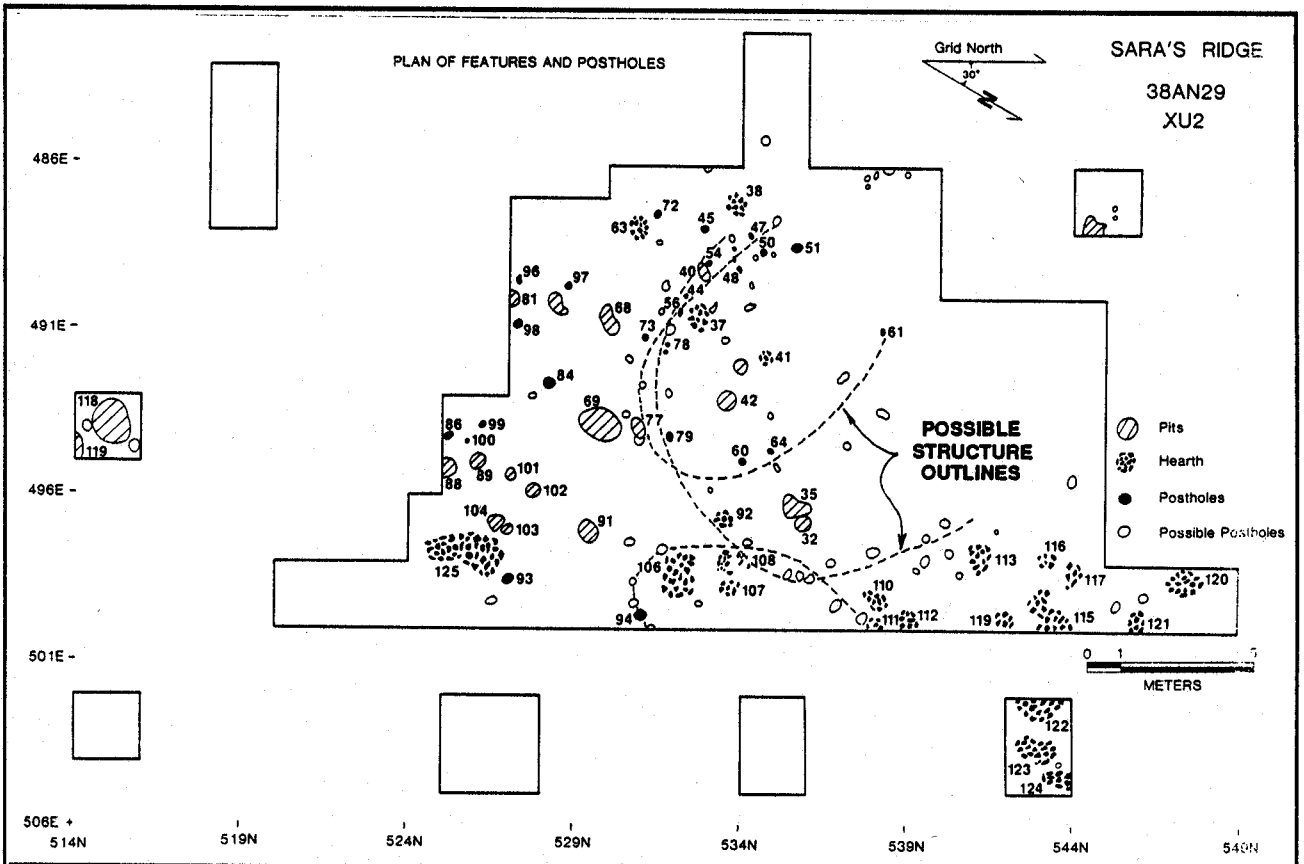 PLAN OF FEATURES AND POSTHOLES
Grid North
30°
N
SARA'S RIDGE
38AN29
XU2
486E
491E
496E
501E
506E
514N
519N
524N
529N
534N
539N
544N
549N
38
72
45
63
47
50
51
54
40
48
96
97
44
81
56
68
37
98
73
78
61
41
84
42
118
69
77
86
99
79
100
60
64
119
89
101
88
102
35
104
103
91
92
32
125
106
108
113
116
117
93
107
110
120
94
111
112
119
115
121
122
123
124
POSSIBLE
STRUCTURE
OUTLINES
Pits
Hearth
Postholes
Possible Postholes
0 1 5
METERS